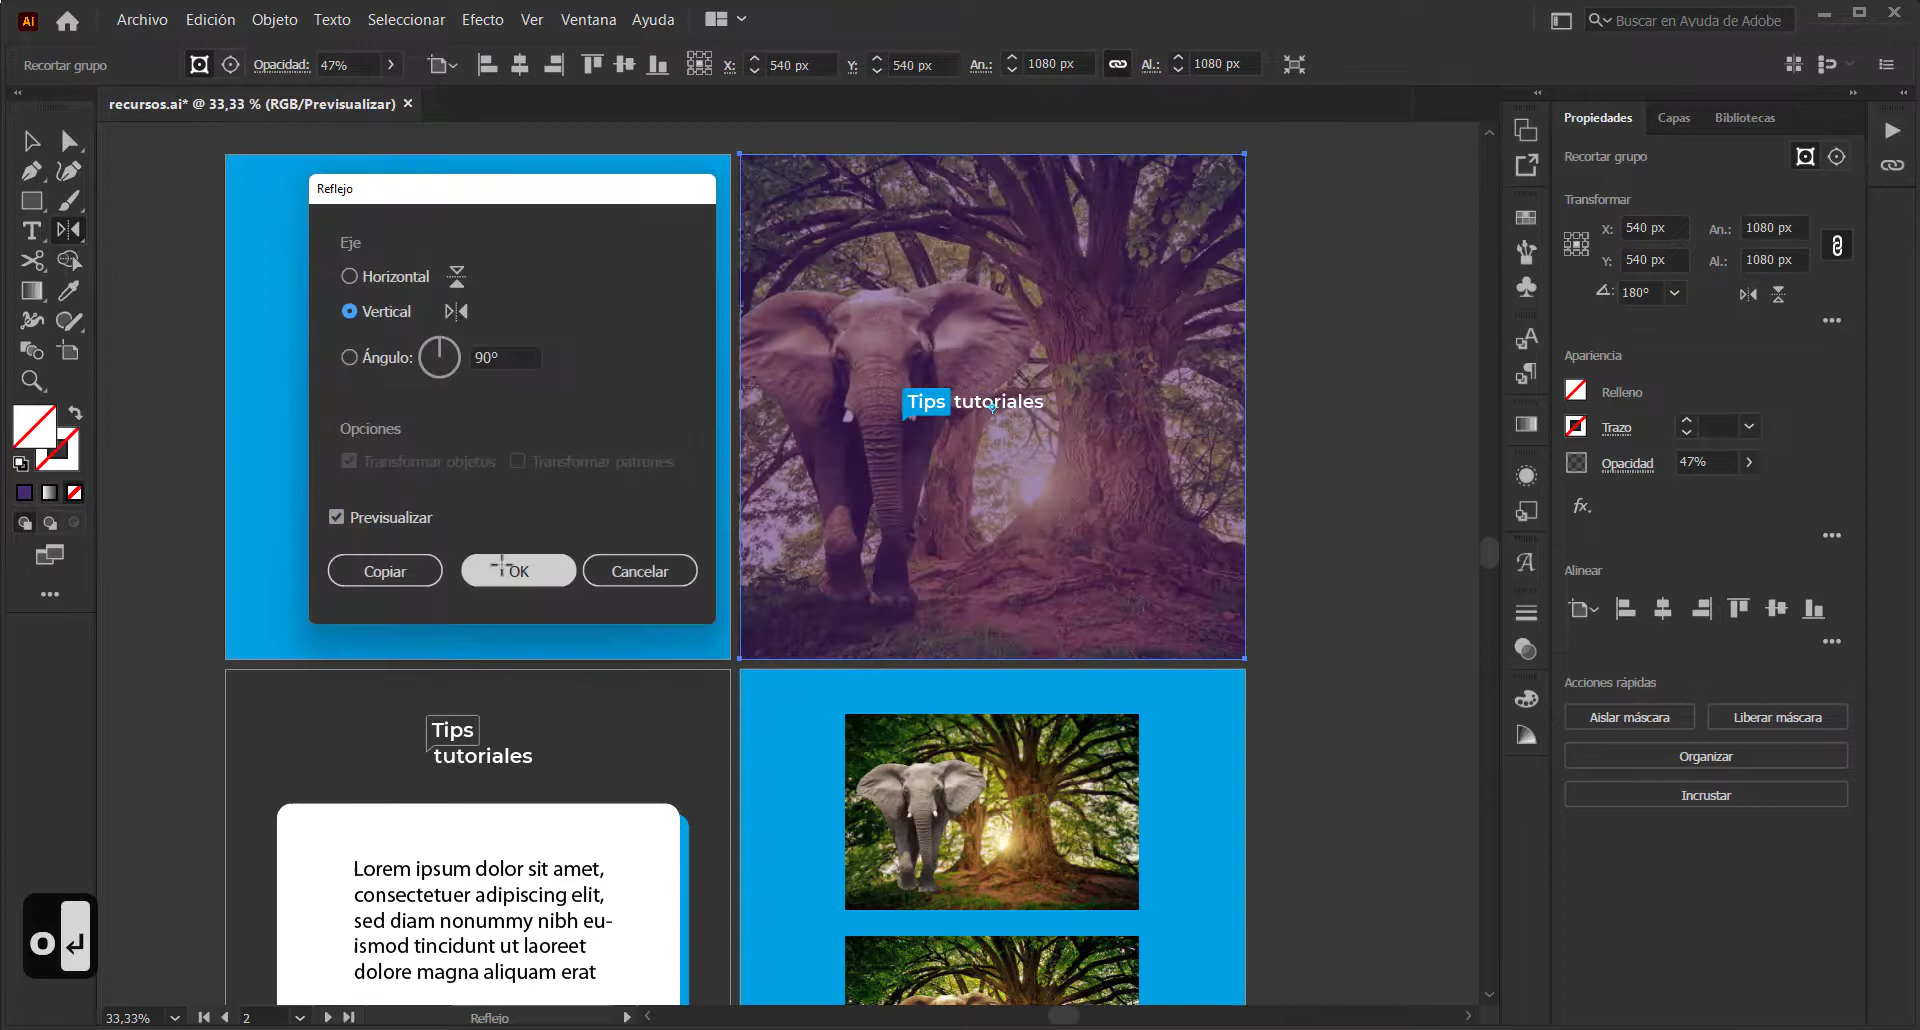 Ai Archivo Edición Objeto Texto Seleccionar Efecto Ver Ventana Ayuda Buscar en Ayuda de Adobe
Recortar grupo Opacidad: 47% X: 540 px Y: 540 px An.: 1080 px Al.: 1080 px
recursos.ai* @ 33,33 % (RGB/Previsualizar) ×
Reflejo
Eje
Horizontal
Vertical
Ángulo: 90°
Opciones
Transformar objetos Transformar patrones
Previsualizar
Copiar OK Cancelar
Tips tutoriales
Tips
tutoriales
Lorem ipsum dolor sit amet,
consectetuer adipiscing elit,
sed diam nonummy nibh eu-
ismod tincidunt ut laoreet
dolore magna aliquam erat
Propiedades Capas Bibliotecas
Recortar grupo
Transformar
X: 540 px An.: 1080 px
Y: 540 px Al.: 1080 px
180°
Apariencia
Relleno
Trazo
Opacidad 47%
fx.
Alinear
Acciones rápidas
Aislar máscara Liberar máscara
Organizar
Incrustar
O
33,33% 2 Reflejo